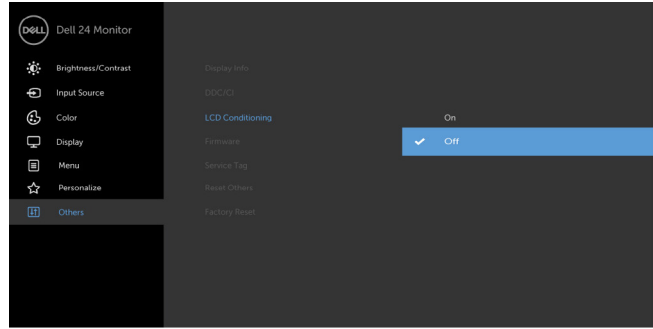 DELL Dell 24 Monitor
Brightness/Contrast
Display Info
Input Source
DDC/CI
Color
LCD Conditioning
On
Display
Firmware
Off
Menu
Service Tag
Personalize
Reset Others
Others
Factory Reset